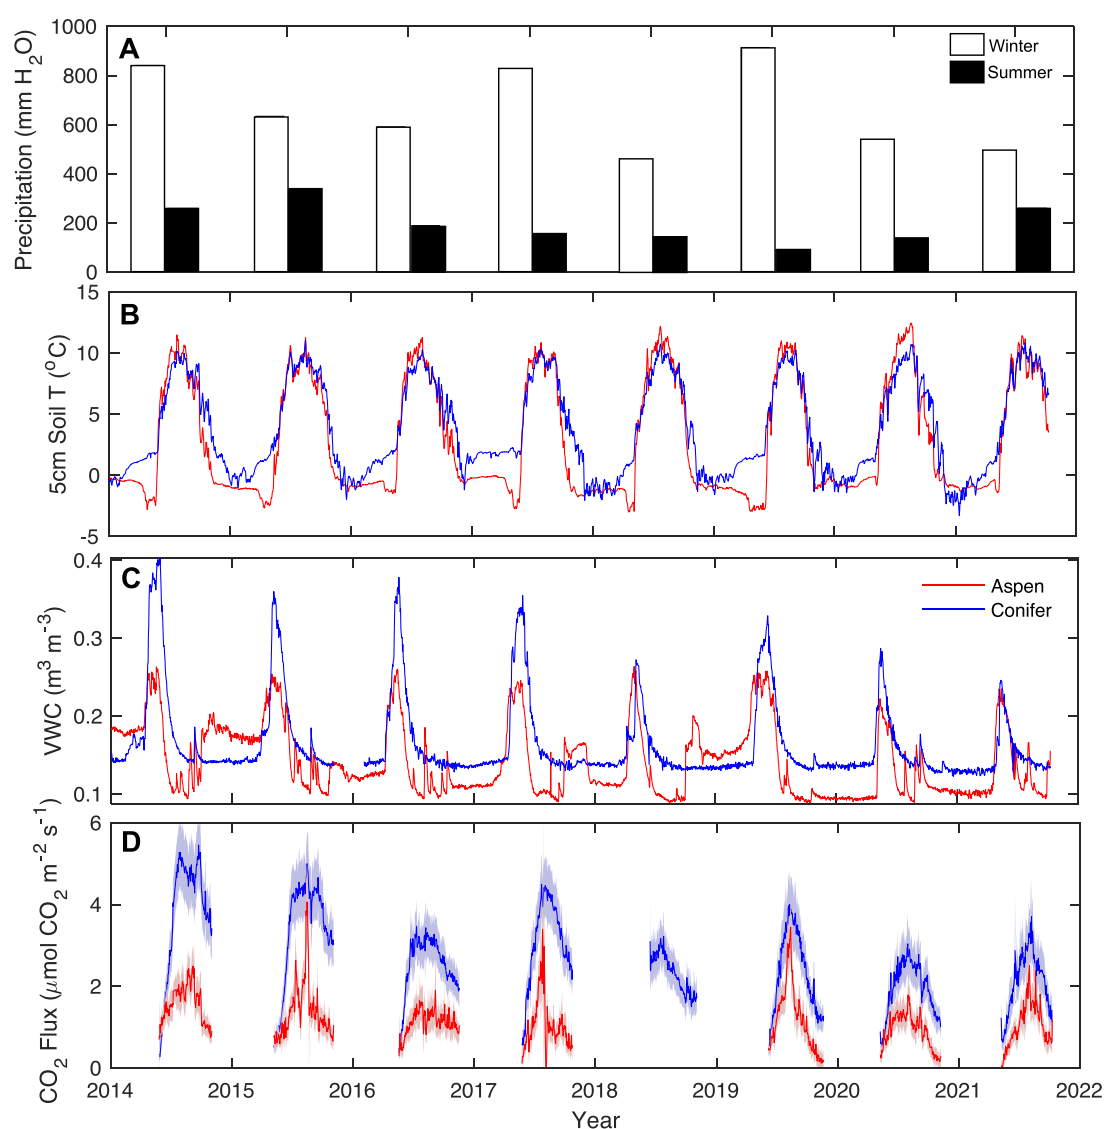 A
Precipitation (mm H2O)
1000
800
600
400
200
0
Winter
Summer
B
5cm Soil T (oC)
15
10
5
0
-5
C
VWC (m3 m-3)
0.4
0.3
0.2
0.1
Aspen
Conifer
D
CO2 Flux (μmol CO2 m-2 s-1)
6
4
2
0
2014 2015 2016 2017 2018 2019 2020 2021 2022
Year